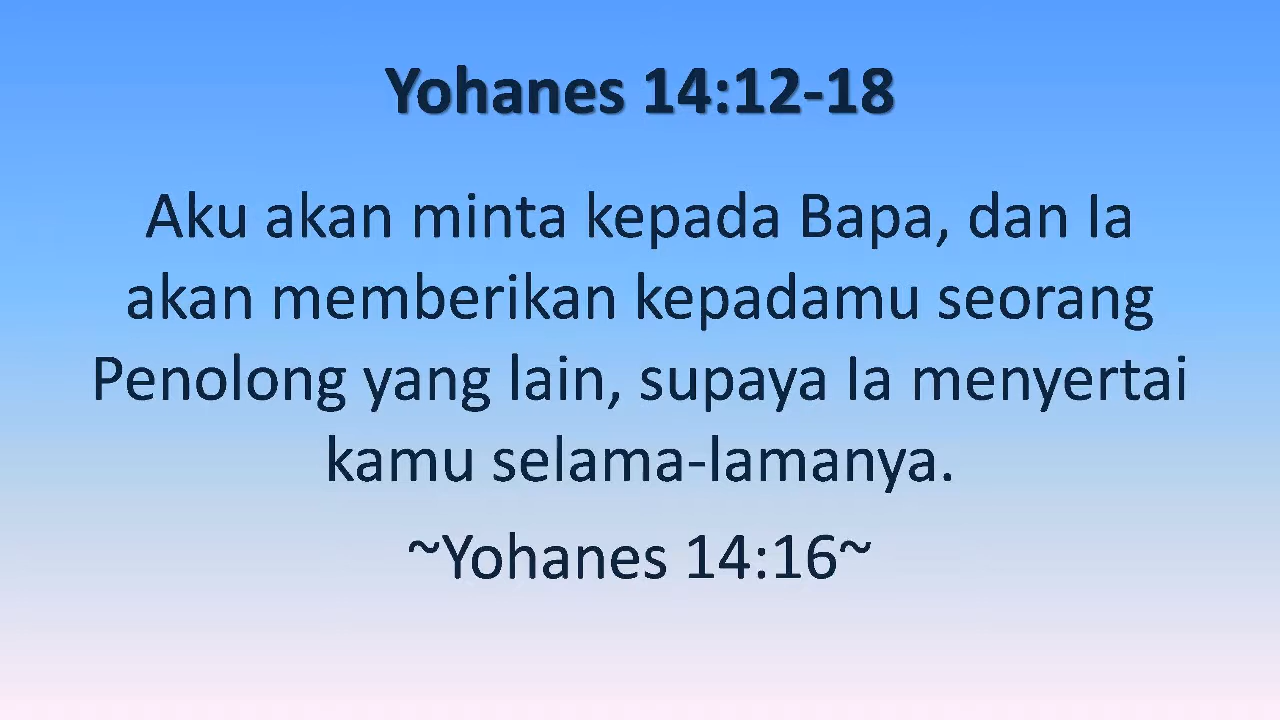 Yohanes 14:12-18
Aku akan minta kepada Bapa, dan Ia
akan memberikan kepadamu seorang
Penolong yang lain, supaya Ia menyertai
kamu selama-lamanya.
~Yohanes 14:16~